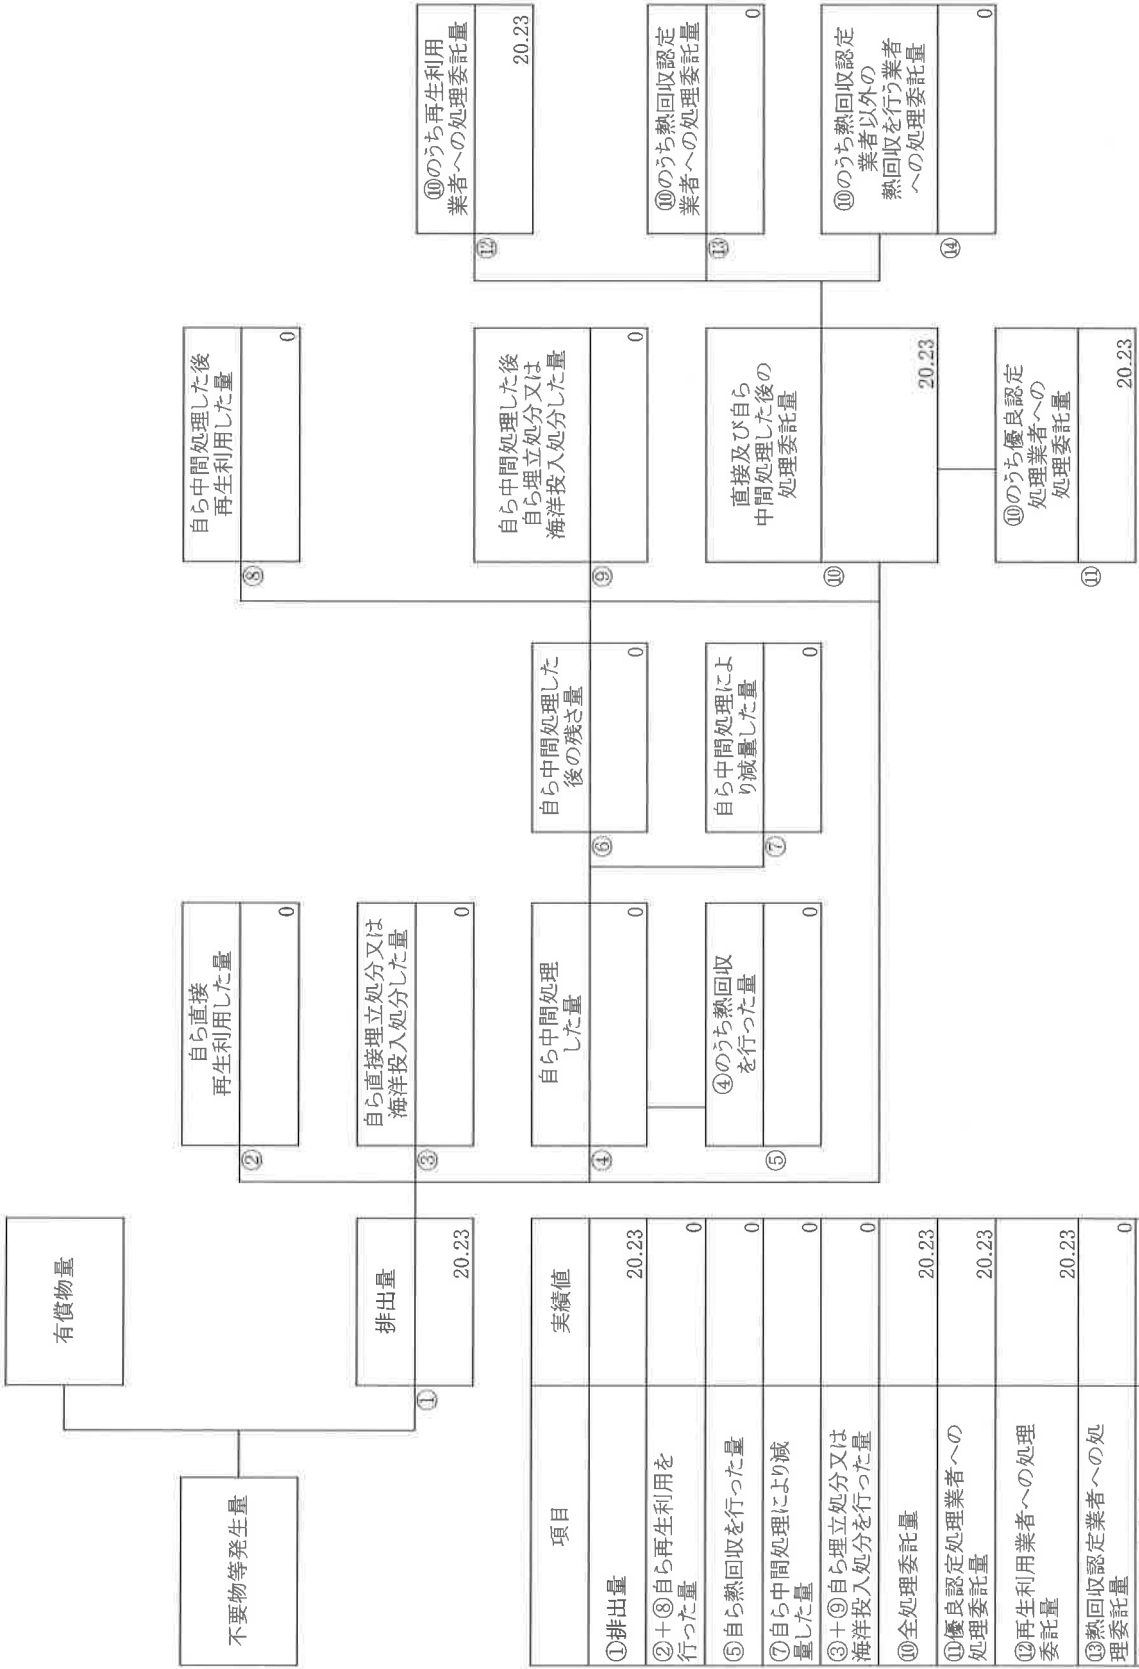 不要物等発生量
有償物量
①
排出量
20.23
②
自ら直接
再生利用した量
0
③
自ら直接埋立処分又は
海洋投入処分した量
0
④
自ら中間処理
した量
0
⑤
④のうち熱回収
を行った量
0
⑥
自ら中間処理した
後の残さ量
0
⑦
自ら中間処理によ
り減量した量
0
⑧
自ら中間処理した後
再生利用した量
0
⑨
自ら中間処理した後
自ら埋立処分又は
海洋投入処分した量
0
⑩
直接及び自ら
中間処理した後の
処理委託量
20.23
⑪
⑩のうち優良認定
処理業者への
処理委託量
20.23
⑫
⑩のうち再生利用
業者への処理委託量
20.23
⑬
⑩のうち熱回収認定
業者への処理委託量
0
⑭
⑩のうち熱回収認定
業者以外の
熱回収を行う業者
への処理委託量
0
項目 実績値
①排出量 20.23
②+⑧自ら再生利用を
行った量 0
⑤自ら熱回収を行った量 0
⑦自ら中間処理により減
量した量 0
③+⑨自ら埋立処分又は
海洋投入処分を行った量 0
⑩全処理委託量 20.23
⑪優良認定処理業者への
処理委託量 20.23
⑫再生利用業者への処理
委託量 20.23
⑬熱回収認定業者への処
理委託量 0